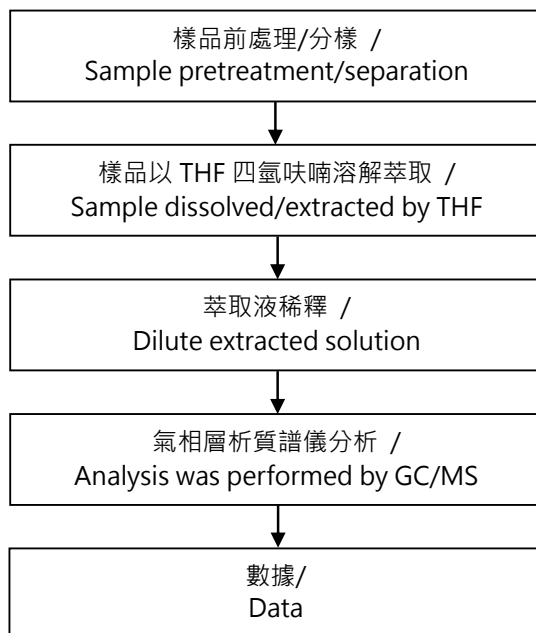 樣品前處理/分樣 /
Sample pretreatment/separation
樣品以 THF 四氫呋喃溶解萃取 /
Sample dissolved/extracted by THF
萃取液稀釋 /
Dilute extracted solution
氣相層析質譜儀分析 /
Analysis was performed by GC/MS
數據/
Data